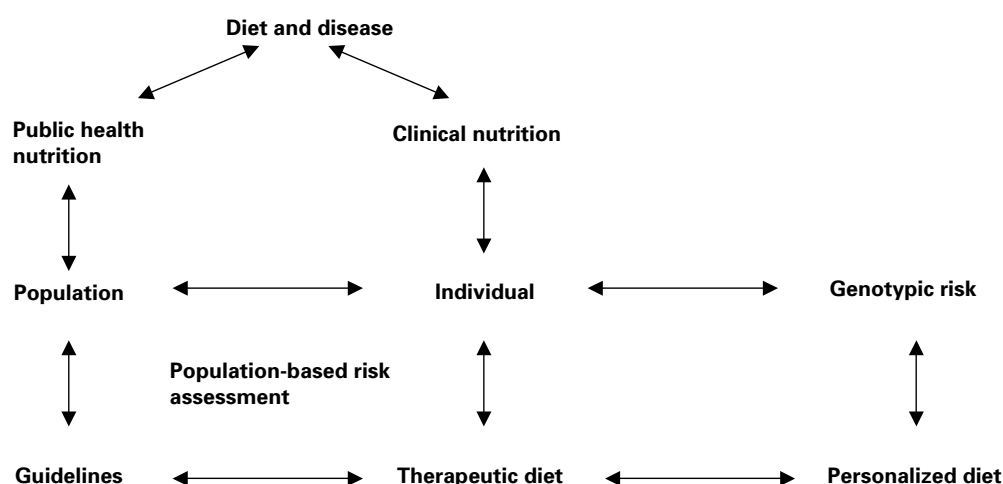 Diet and disease
Public health
nutrition
Clinical nutrition
Population
Individual
Genotypic risk
Population-based risk
assessment
Guidelines
Therapeutic diet
Personalized diet